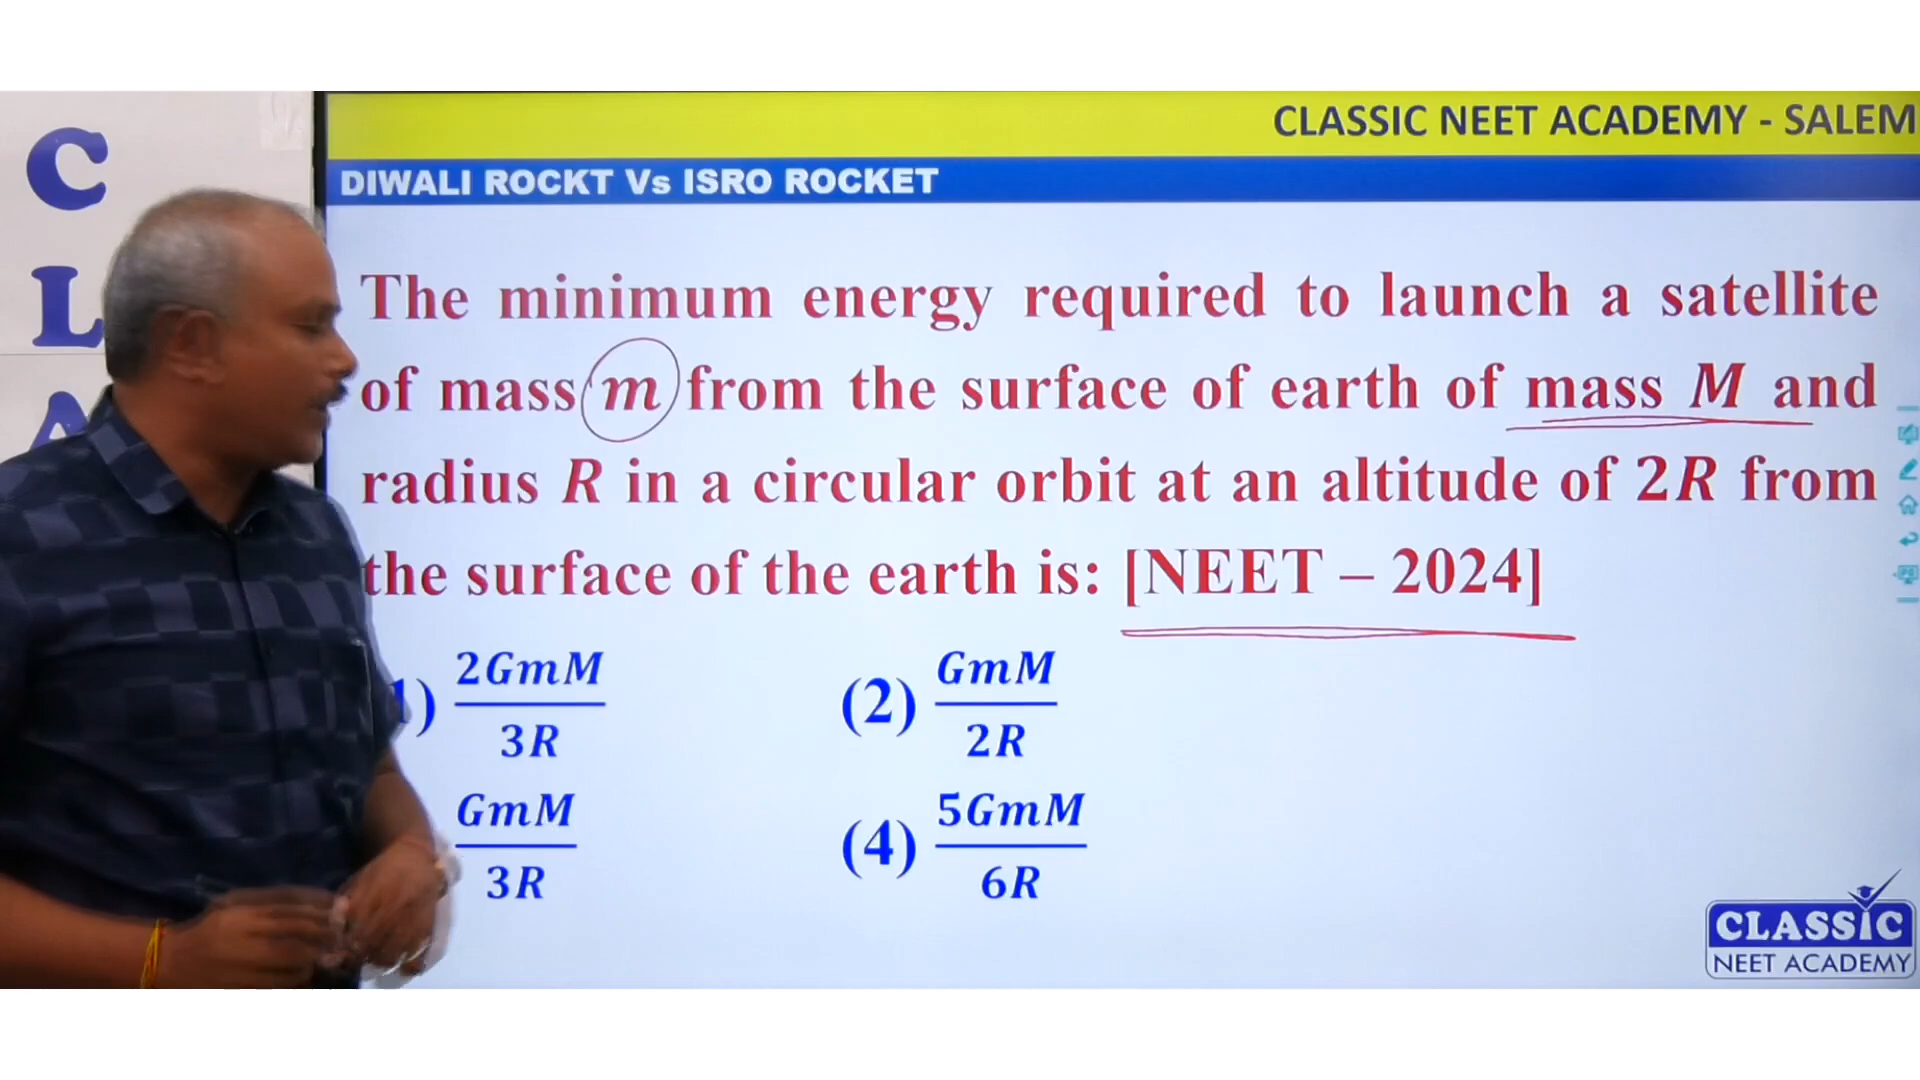 CLASSIC NEET ACADEMY - SALEM
DIWALI ROCKT Vs ISRO ROCKET
C
L
A
The minimum energy required to launch a satellite
of mass m from the surface of earth of mass M and
radius R in a circular orbit at an altitude of 2R from
the surface of the earth is: [NEET – 2024]
1) 2GmM/3R (2) GmM/2R
GmM/3R (4) 5GmM/6R
CLASSIC
NEET ACADEMY